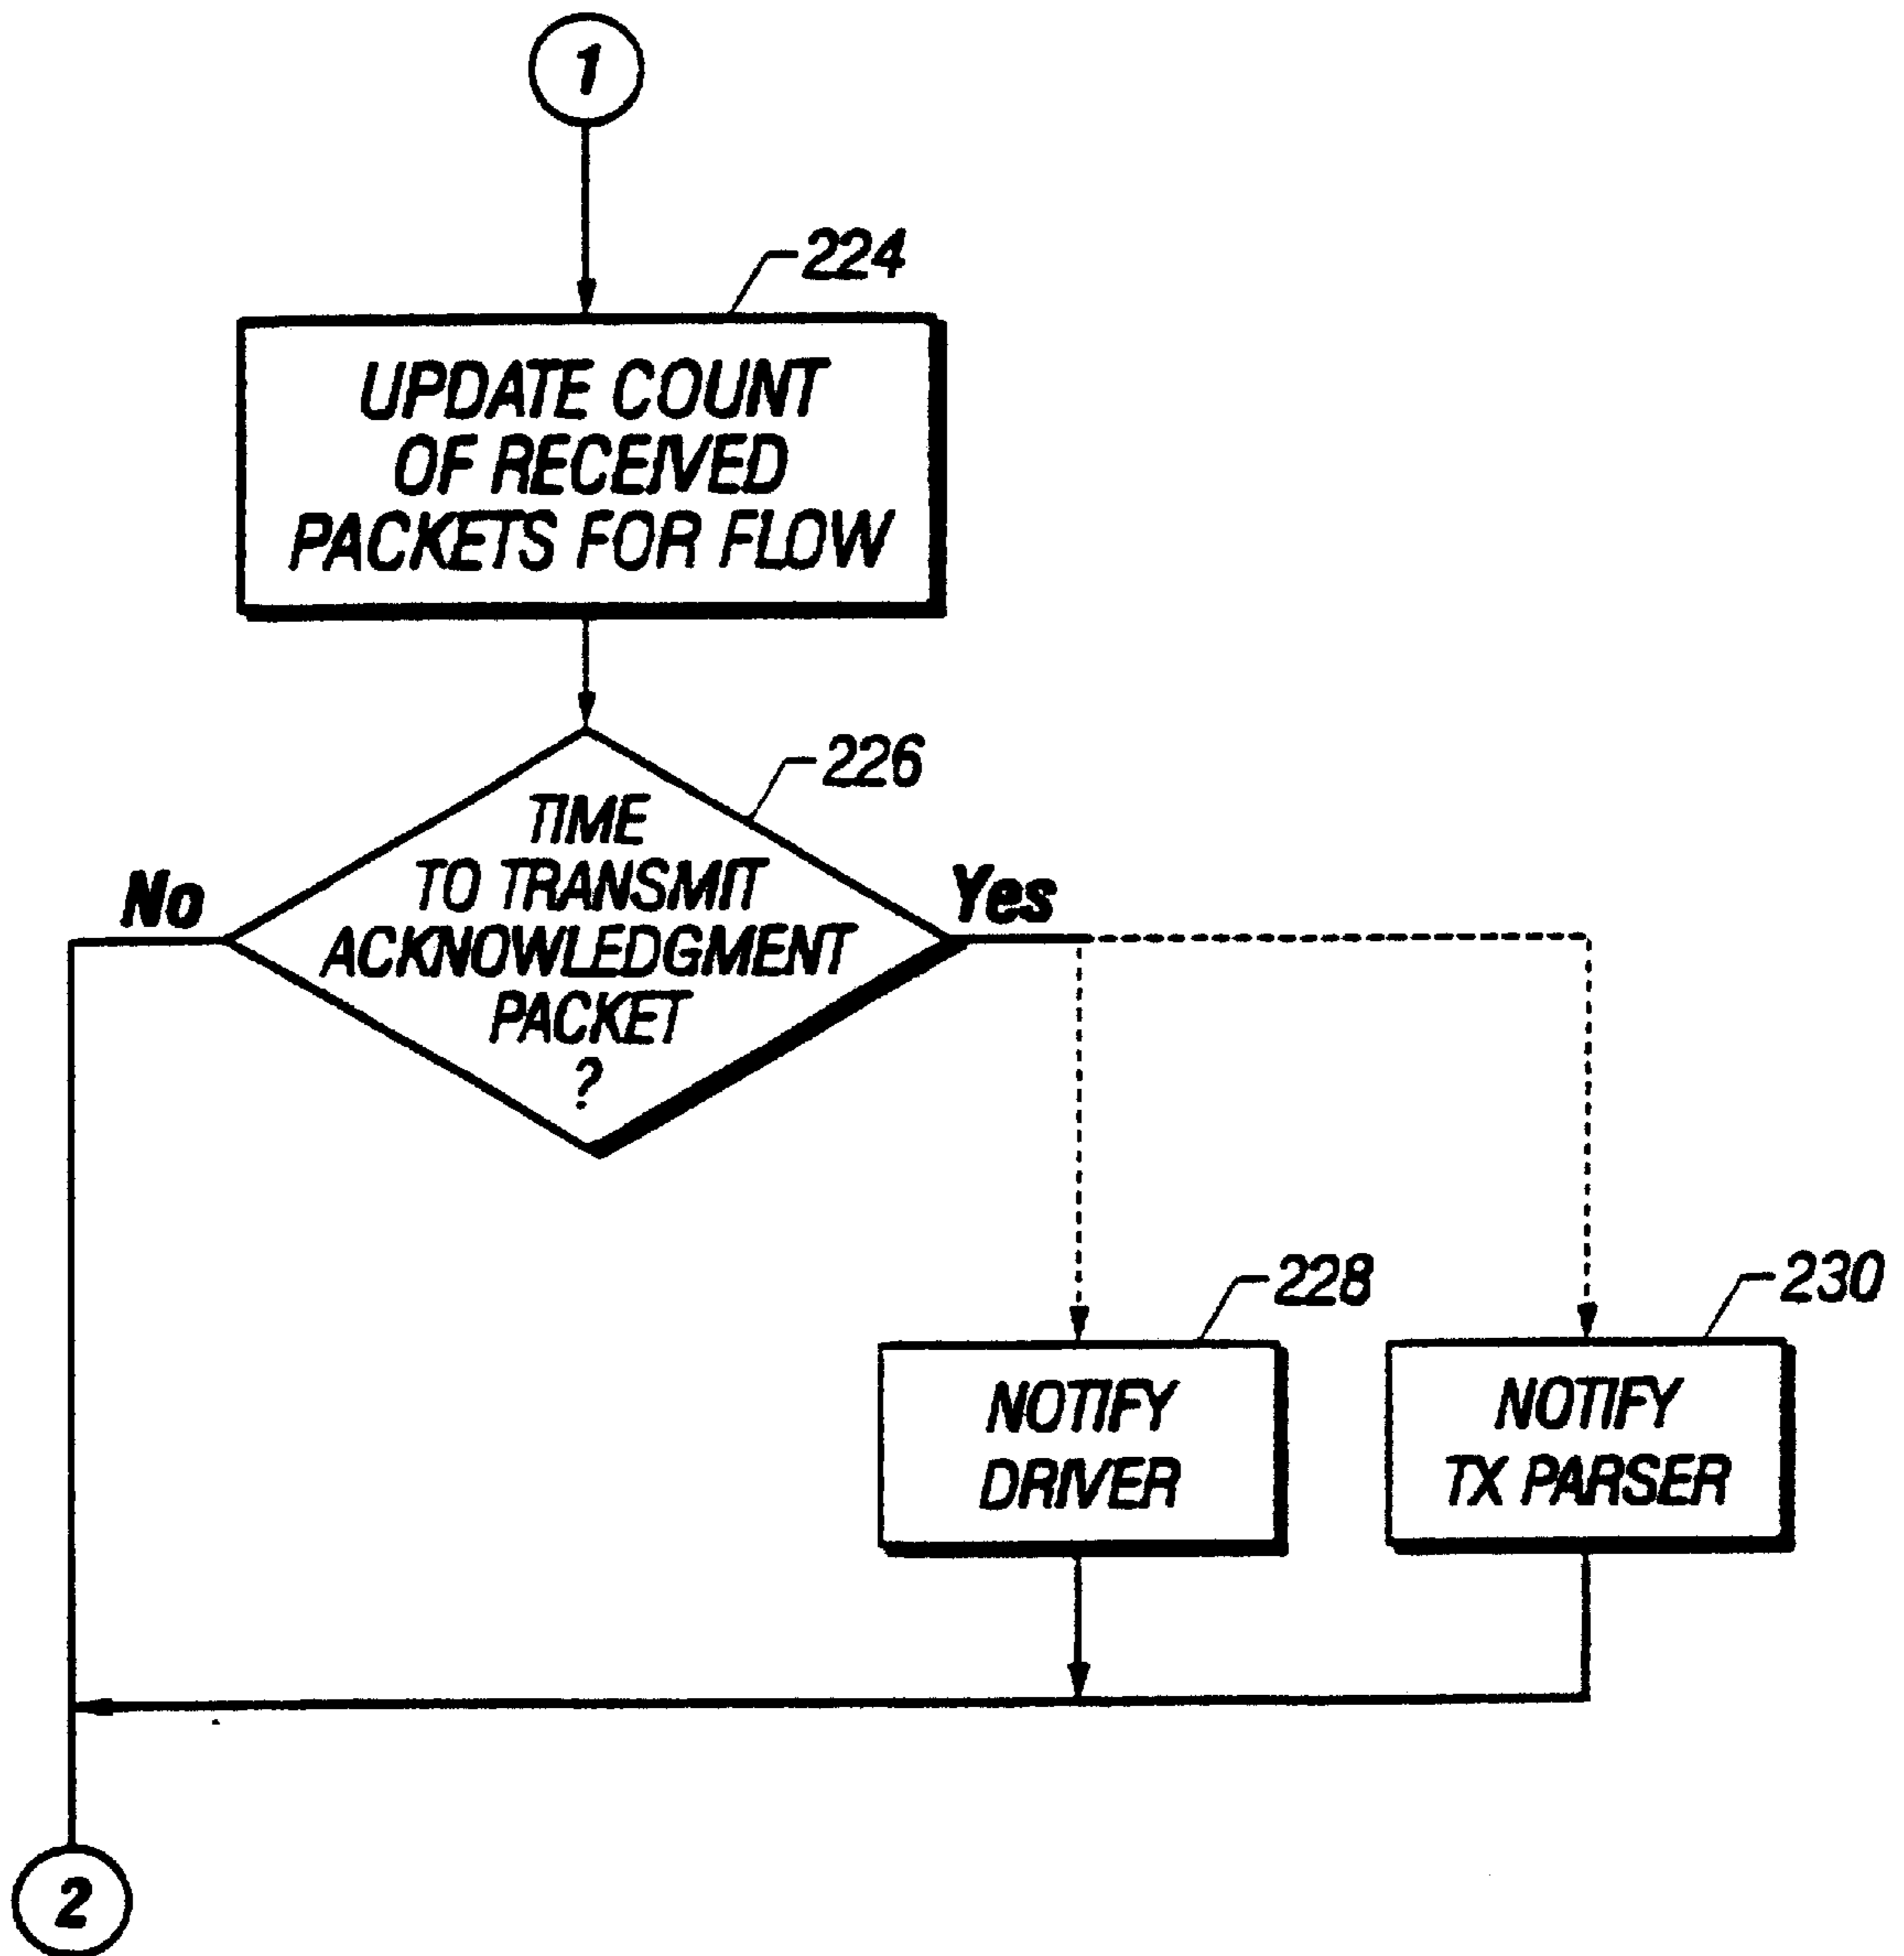 1
224
UPDATE COUNT
OF RECEIVED
PACKETS FOR FLOW
226
TIME
TO TRANSMIT
ACKNOWLEDGMENT
PACKET
?
No
Yes
228
NOTIFY
DRIVER
230
NOTIFY
TX PARSER
2